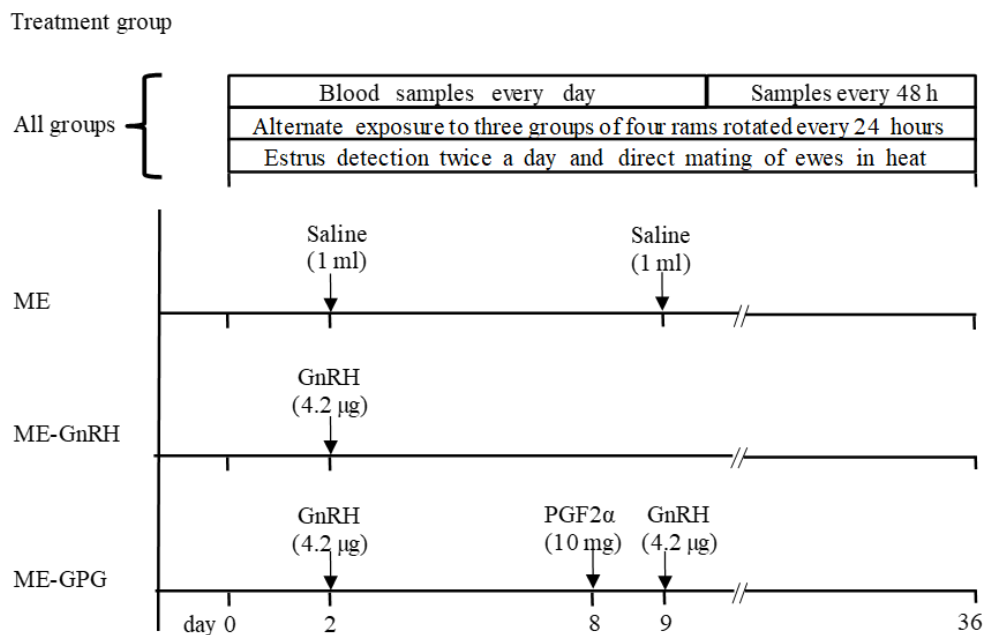 Treatment group
All groups
Blood samples every day
Samples every 48 h
Alternate exposure to three groups of four rams rotated every 24 hours
Estrus detection twice a day and direct mating of ewes in heat
ME
Saline
(1 ml)
Saline
(1 ml)
ME-GnRH
GnRH
(4.2 µg)
ME-GPG
GnRH
(4.2 µg)
PGF2α
(10 mg)
GnRH
(4.2 µg)
day 0
2
8
9
36